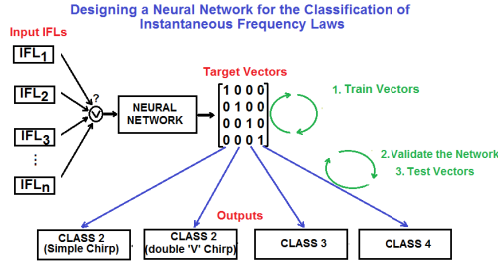 Designing a Neural Network for the Classification of
Instantaneous Frequency Laws
Input IFLs
IFL1
IFL2
IFL3
⋮
IFLn
?
V
NEURAL
NETWORK
Target Vectors
1 0 0 0
0 1 0 0
0 0 1 0
0 0 0 1
1. Train Vectors
2.Validate the Network
3. Test Vectors
Outputs
CLASS 2
(Simple Chirp)
CLASS 2
(double 'V' Chirp)
CLASS 3
CLASS 4